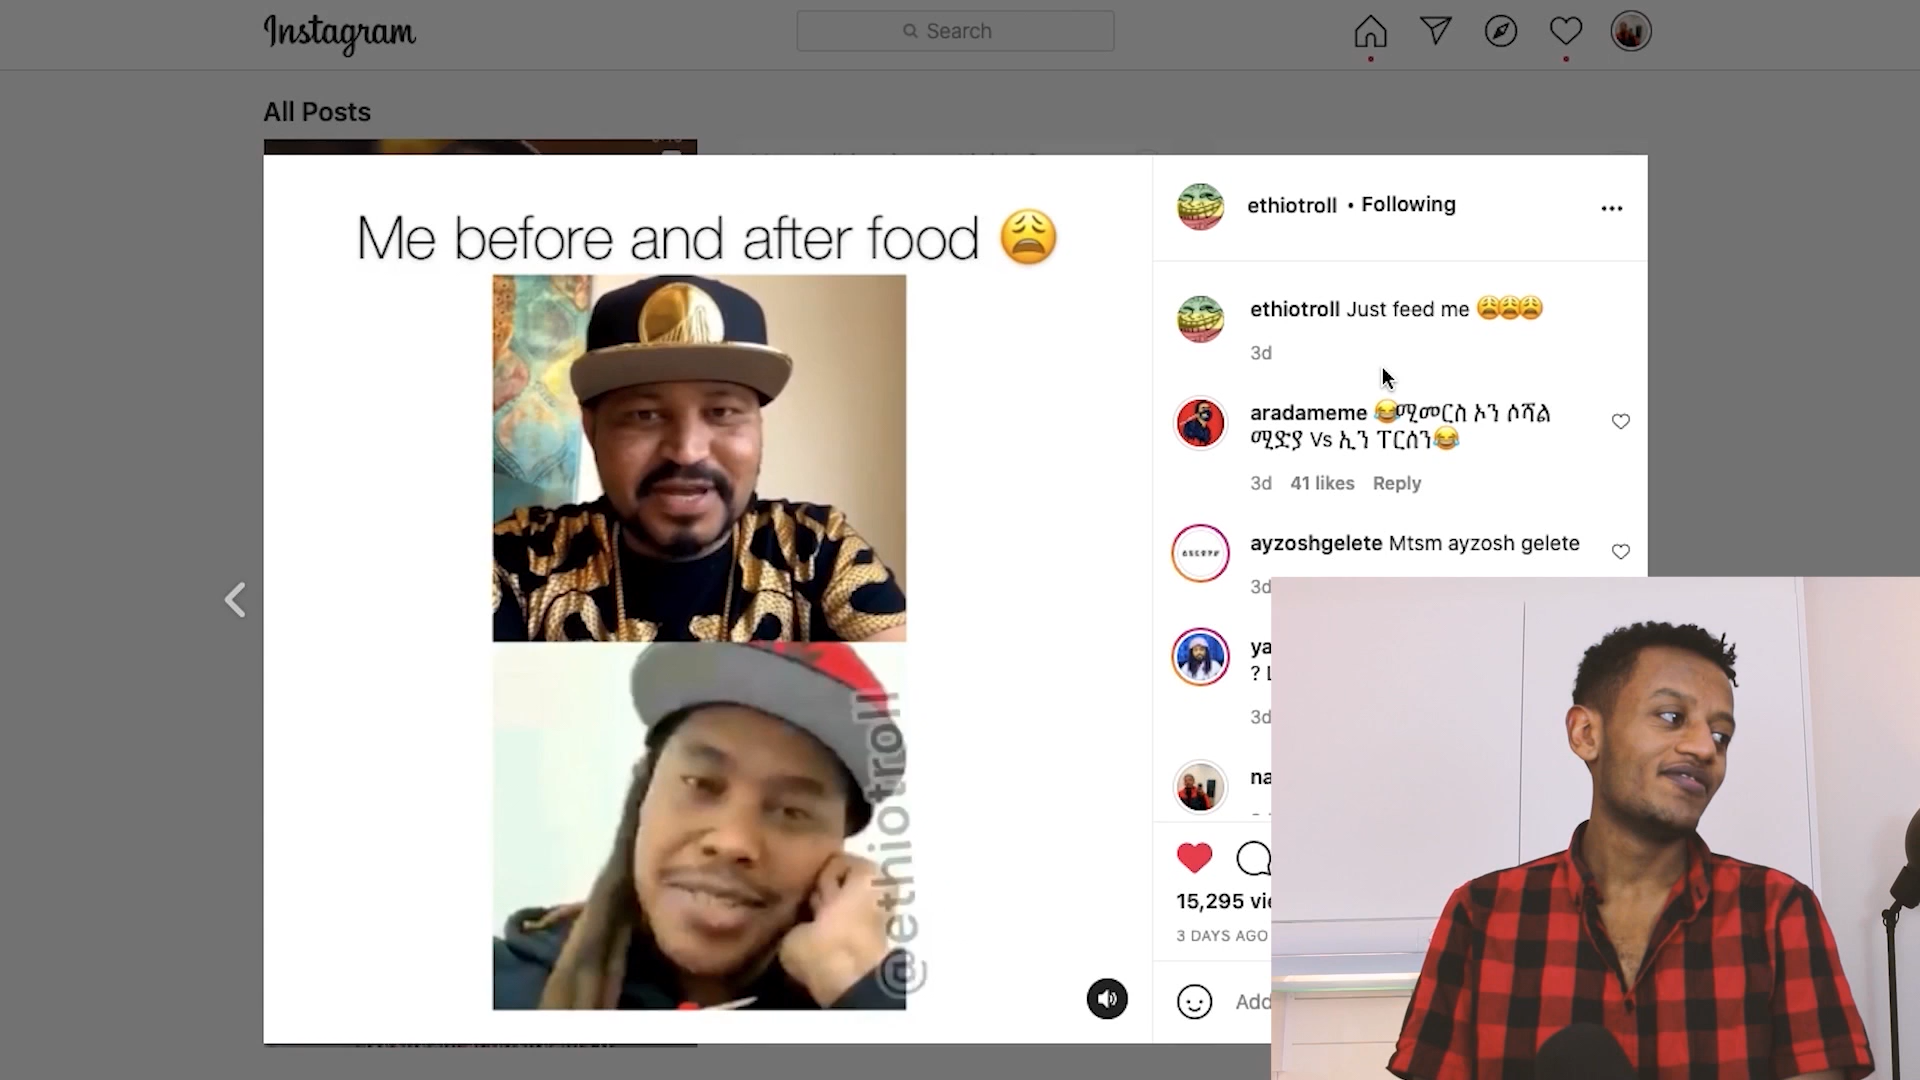 Instagram
Search
All Posts
Me before and after food 😩
@ethiotroll
ethiotroll • Following
ethiotroll Just feed me 😩😩😩
3d
aradameme 😂ሚመርስ ኦን ሶሻል
ሚድያ Vs ኢን ፐርሰን😂
3d 41 likes Reply
ayzoshgelete Mtsm ayzosh gelete
3d
ya
?
3d
na
15,295
3 DAYS AGO
Add